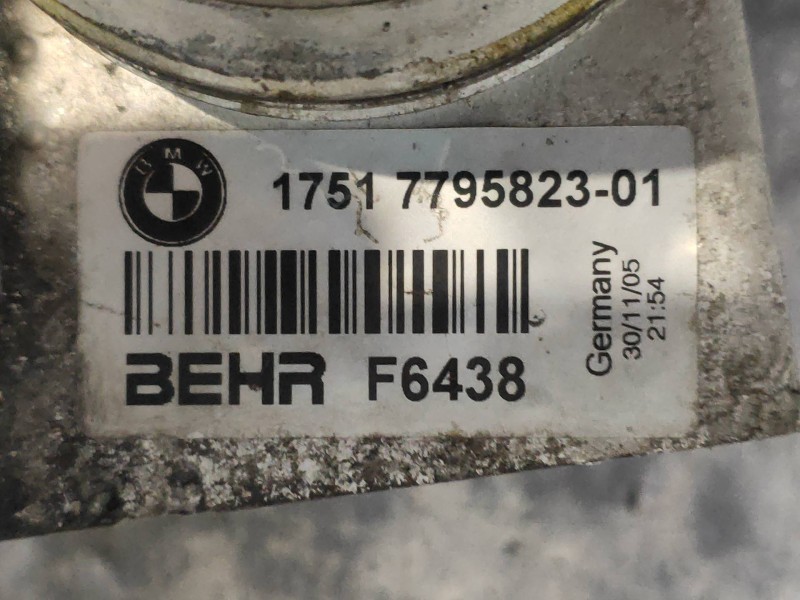 BMW
1751 7795823-01
BEHR F6438
Germany
30/11/05
21:54